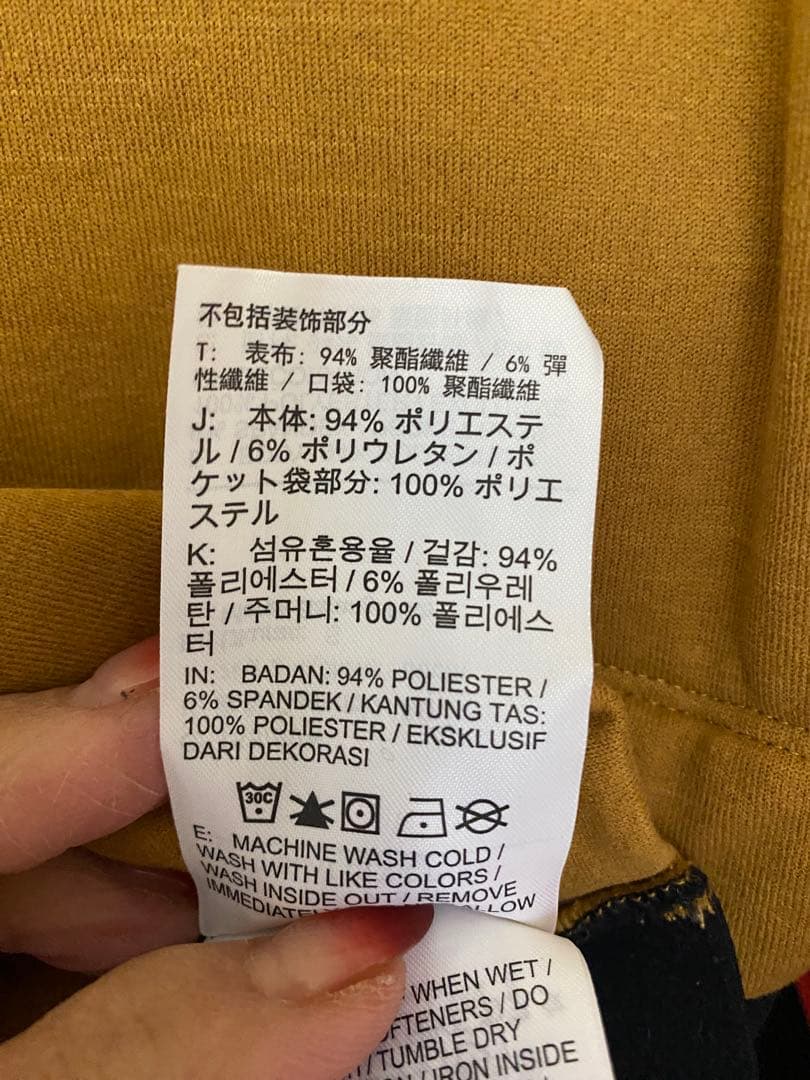 不包括装饰部分
T: 表布: 94% 聚酯纖維 / 6% 彈
性纖維 / 口袋: 100% 聚酯纖維
J: 本体: 94% ポリエステ
ル / 6% ポリウレタン / ポ
ケット袋部分: 100% ポリエ
ステル
K: 섬유혼용율 / 겉감: 94%
폴리에스터 / 6% 폴리우레
탄 / 주머니: 100% 폴리에스
터
IN: BADAN: 94% POLIESTER /
6% SPANDEK / KANTUNG TAS:
100% POLIESTER / EKSKLUSIF
DARI DEKORASI
30C
E: MACHINE WASH COLD /
WASH WITH LIKE COLORS /
WASH INSIDE OUT / REMOVE
WHEN WET /
/ DO
/ TUMBLE DRY
IRON INSIDE